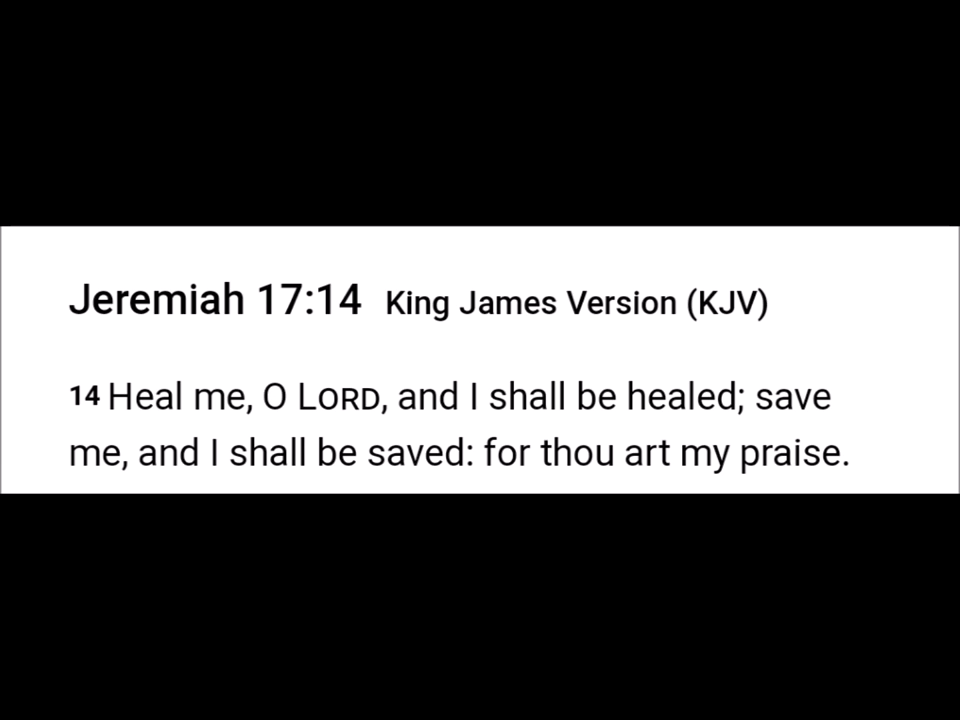 Jeremiah 17:14 King James Version (KJV)
14 Heal me, O LORD, and I shall be healed; save
me, and I shall be saved: for thou art my praise.